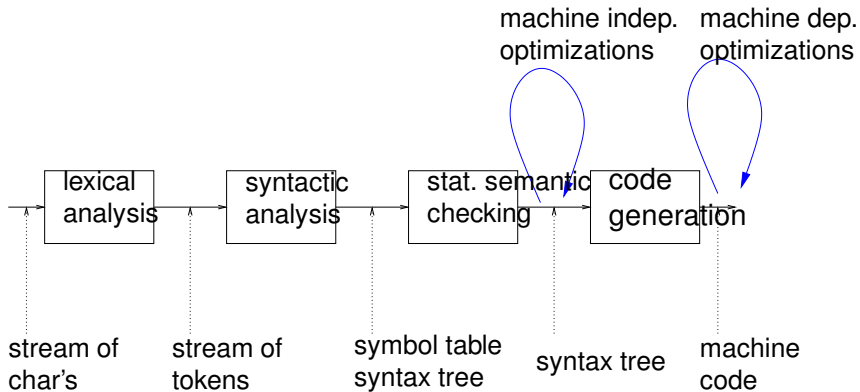 machine indep.
optimizations
machine dep.
optimizations
lexical
analysis
syntactic
analysis
stat. semantic
checking
code
generation
stream of
char's
stream of
tokens
symbol table
syntax tree
syntax tree
machine
code